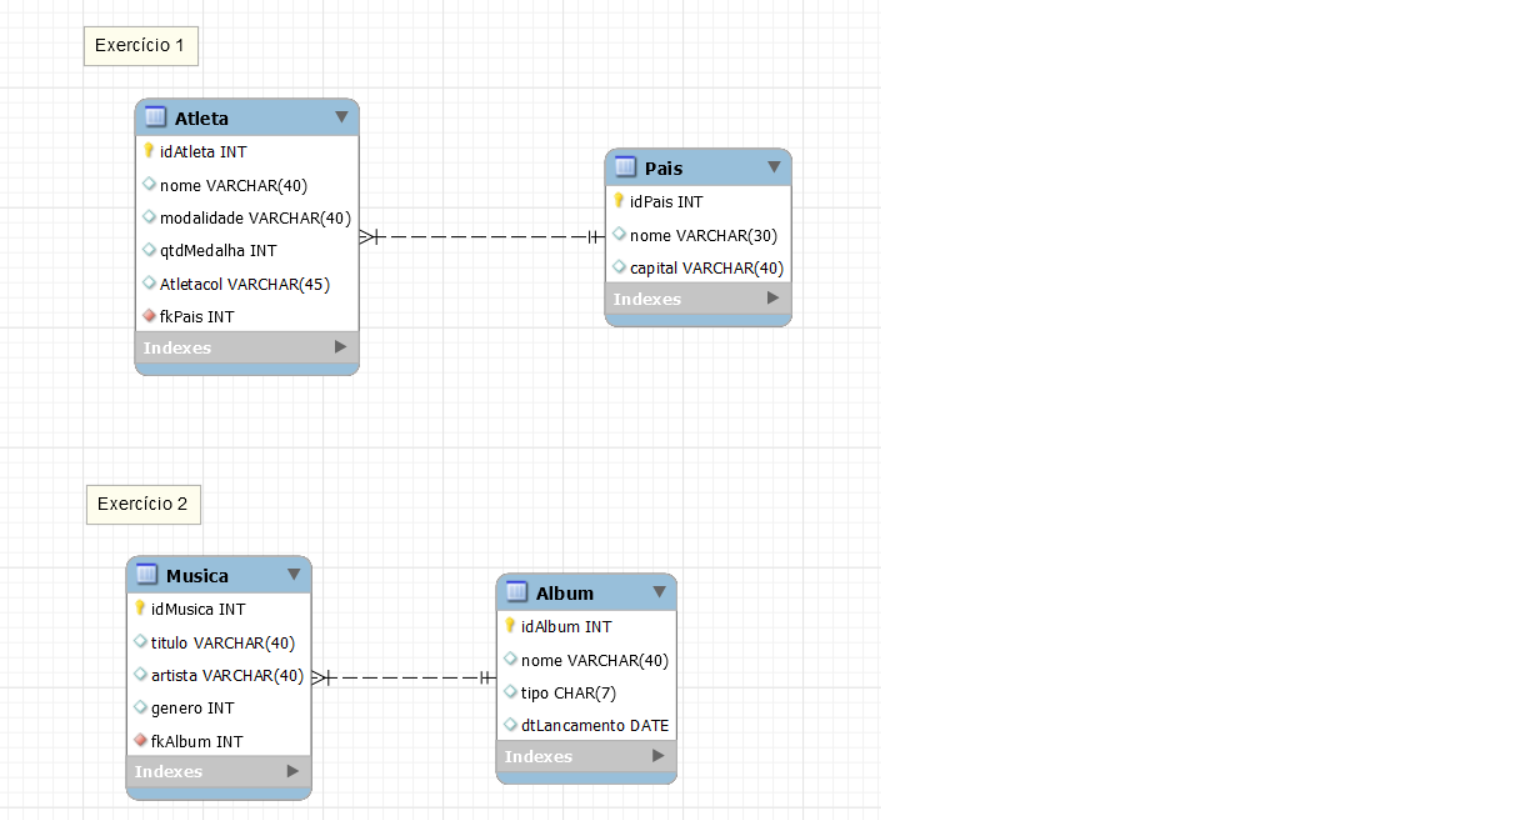 Exercício 1
Atleta
idAtleta INT
nome VARCHAR(40)
modalidade VARCHAR(40)
qtdMedalha INT
Atletacol VARCHAR(45)
fkPais INT
Indexes
Pais
idPais INT
nome VARCHAR(30)
capital VARCHAR(40)
Indexes
Exercício 2
Musica
idMusica INT
titulo VARCHAR(40)
artista VARCHAR(40)
genero INT
fkAlbum INT
Indexes
Album
idAlbum INT
nome VARCHAR(40)
tipo CHAR(7)
dtLancamento DATE
Indexes